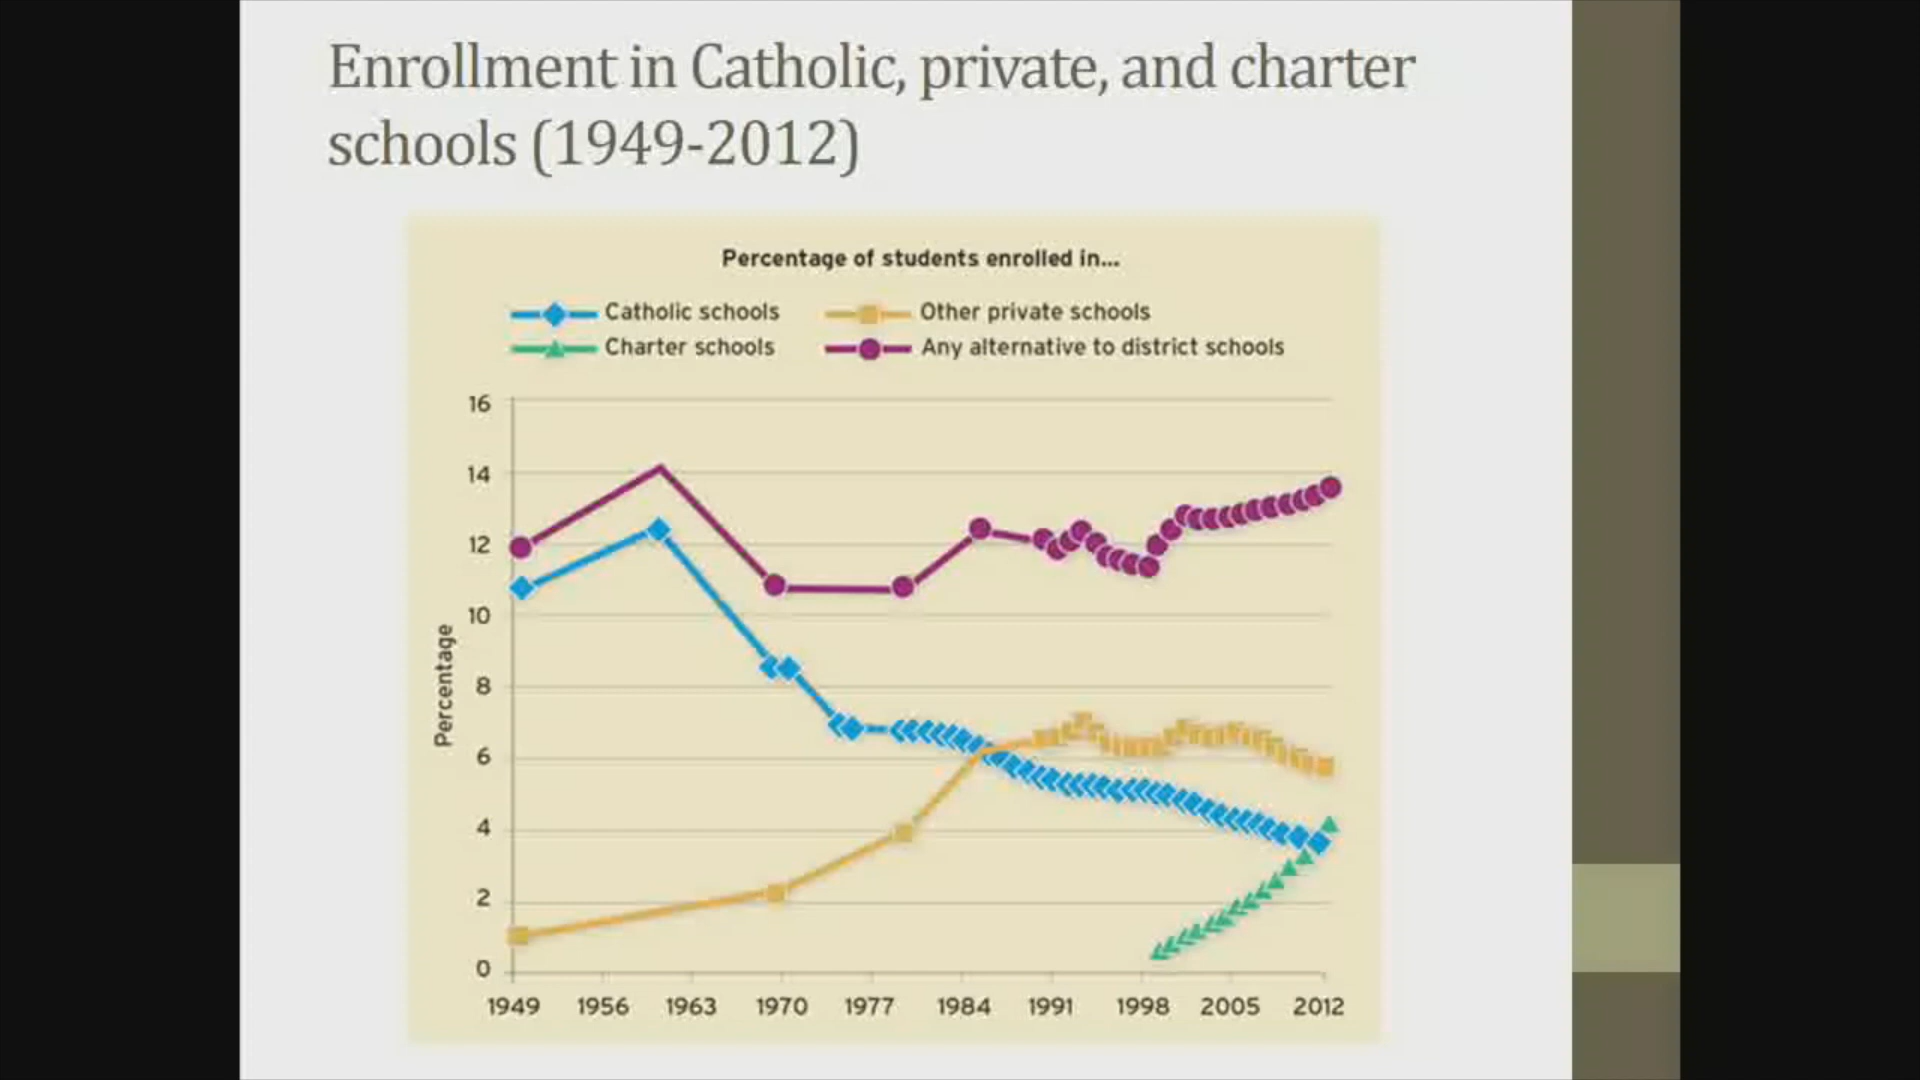 Enrollment in Catholic, private, and charter
schools (1949-2012)
Percentage of students enrolled in...
Catholic schools
Other private schools
Charter schools
Any alternative to district schools
16
14
12
10
8
6
4
2
0
Percentage
1949 1956 1963 1970 1977 1984 1991 1998 2005 2012